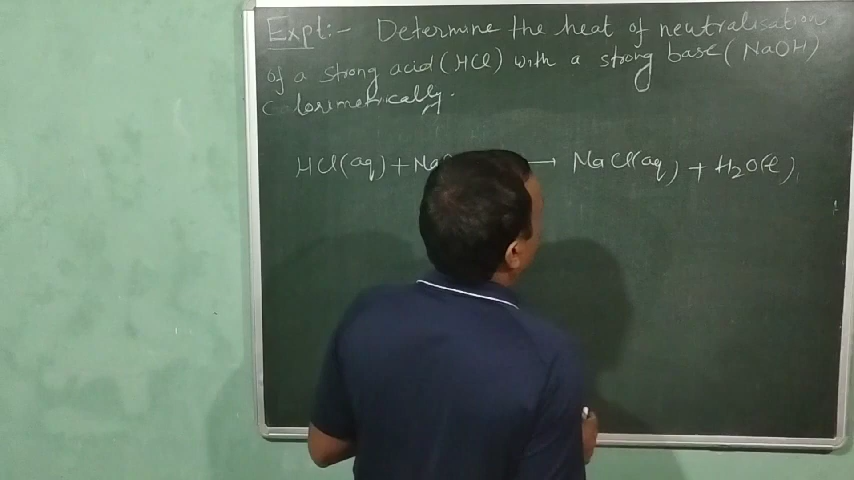 Expt:- Determine the heat of neutralisation
of a strong acid (HCl) with a strong base (NaOH)
Calorimetrically.
HCl(aq) + Na → NaCl(aq) + H₂O(l)